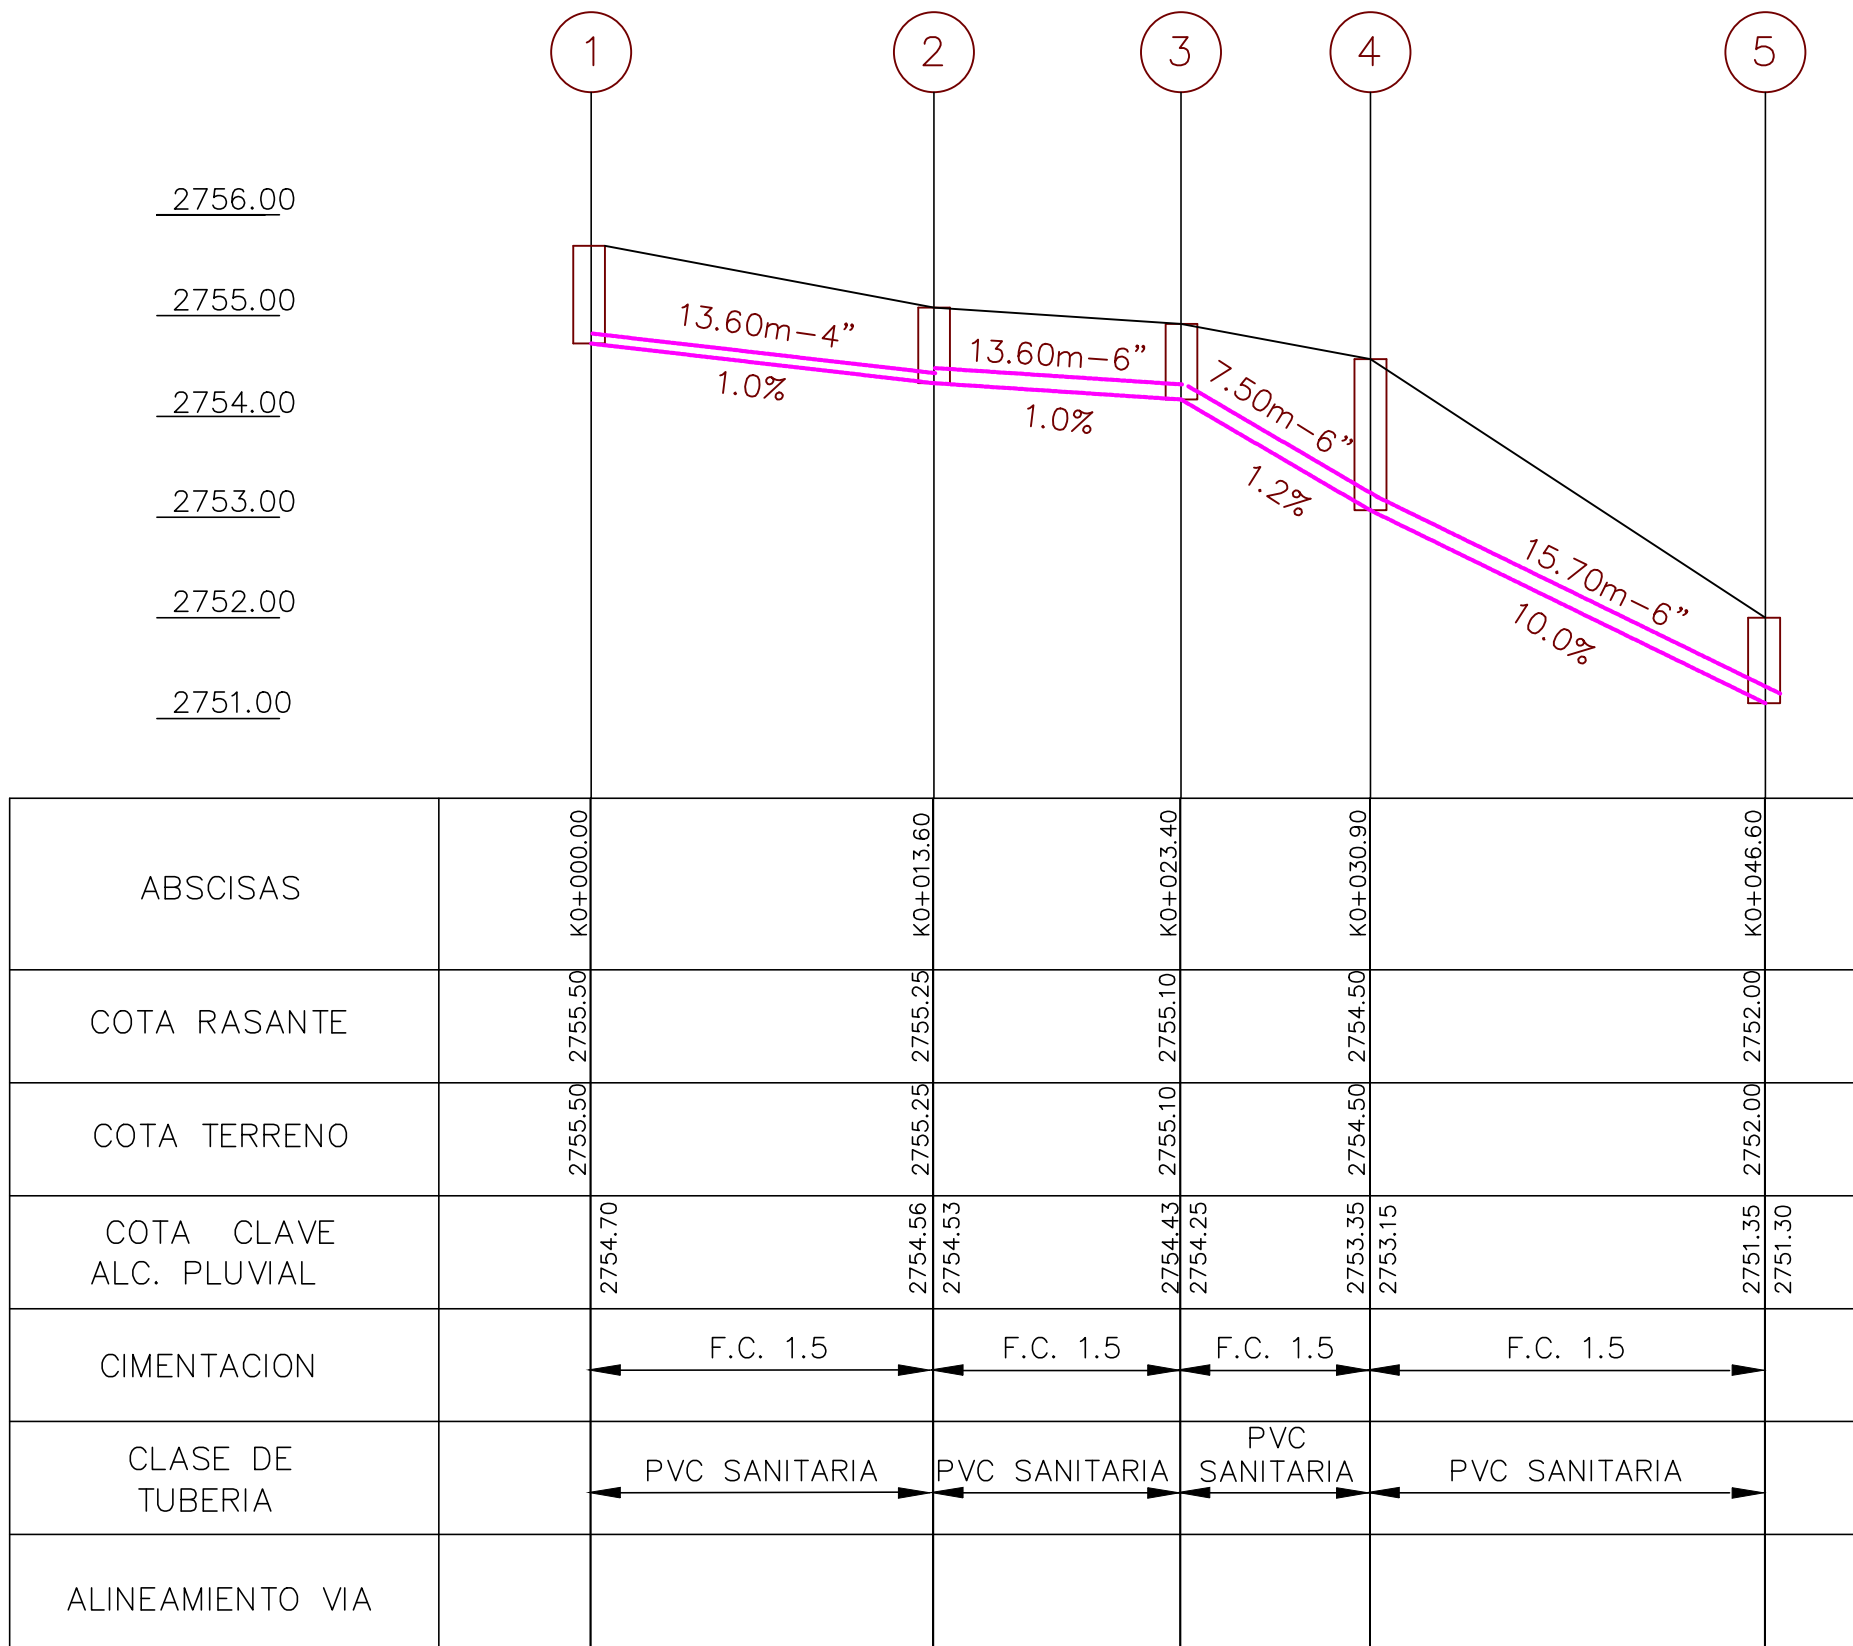 1 2 3 4 5
2756.00
2755.00
2754.00
2753.00
2752.00
2751.00
13.60m-4”
1.0%
13.60m-6”
1.0%
7.50m-6”
1.2%
15.70m-6”
10.0%
ABSCISAS K0+000.00 K0+013.60 K0+023.40 K0+030.90 K0+046.60
COTA RASANTE 2755.50 2755.25 2755.10 2754.50 2752.00
COTA TERRENO 2755.50 2755.25 2755.10 2754.50 2752.00
COTA CLAVE
ALC. PLUVIAL
2754.70 2754.56 2754.53 2754.43 2754.25 2753.35 2753.15 2751.35 2751.30
CIMENTACION F.C. 1.5 F.C. 1.5 F.C. 1.5 F.C. 1.5
CLASE DE
TUBERIA
PVC SANITARIA PVC SANITARIA
PVC
SANITARIA
PVC SANITARIA
ALINEAMIENTO VIA